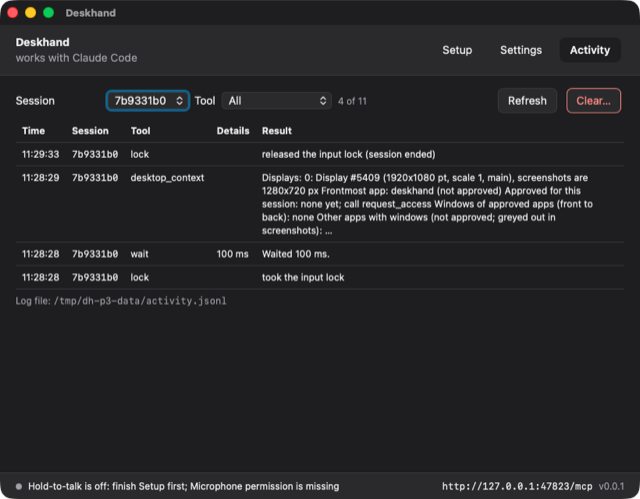 Deskhand
Deskhand
works with Claude Code
Setup Settings Activity
Session 7b9331b0 Tool All 4 of 11 Refresh Clear...
Time Session Tool Details Result
11:29:33 7b9331b0 lock released the input lock (session ended)
11:28:29 7b9331b0 desktop_context Displays: 0: Display #5409 (1920x1080 pt, scale 1, main), screenshots are
1280x720 px Frontmost app: deskhand (not approved) Approved for this
session: none yet; call request_access Windows of approved apps (front to
back): none Other apps with windows (not approved; greyed out in
screenshots): ...
11:28:28 7b9331b0 wait 100 ms Waited 100 ms.
11:28:28 7b9331b0 lock took the input lock
Log file: /tmp/dh-p3-data/activity.jsonl
Hold-to-talk is off: finish Setup first; Microphone permission is missing http://127.0.0.1:47823/mcp v0.0.1